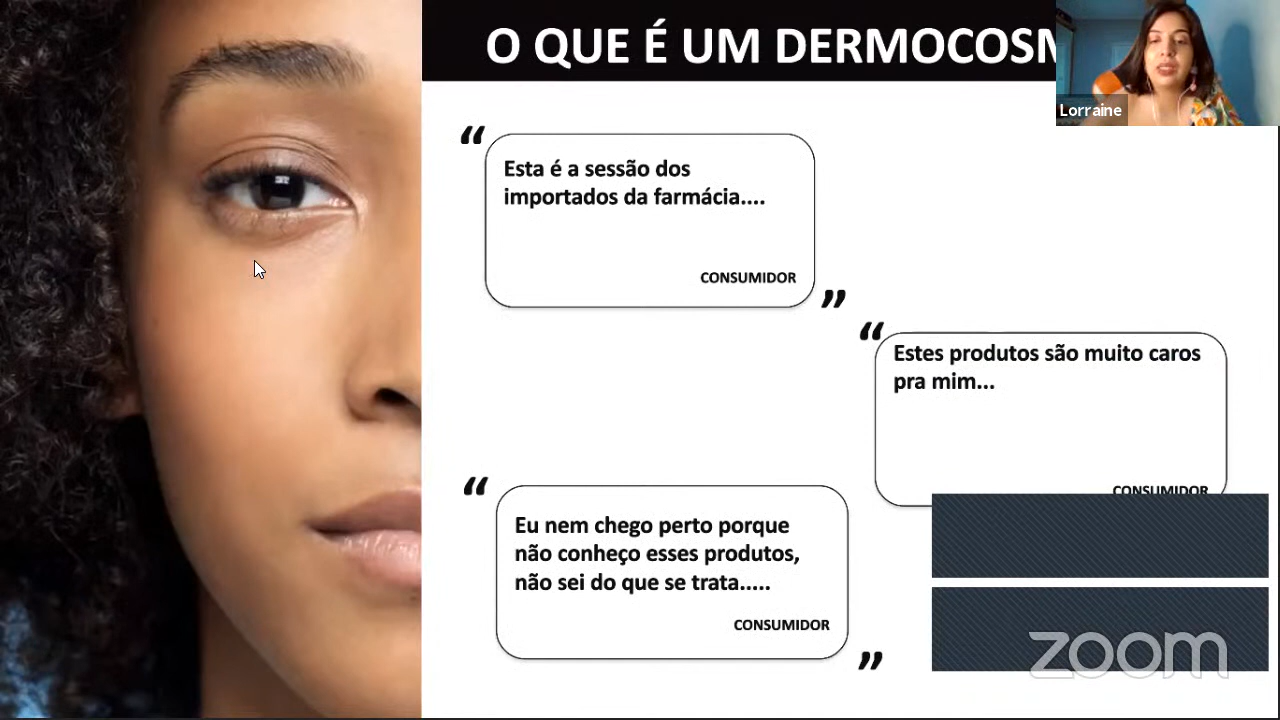 O QUE É UM DERMOCOSM
Lorraine
“
Esta é a sessão dos
importados da farmácia....
CONSUMIDOR
”
“
Estes produtos são muito caros
pra mim...
CONSUMIDOR
“
Eu nem chego perto porque
não conheço esses produtos,
não sei do que se trata.....
CONSUMIDOR
”
zoom